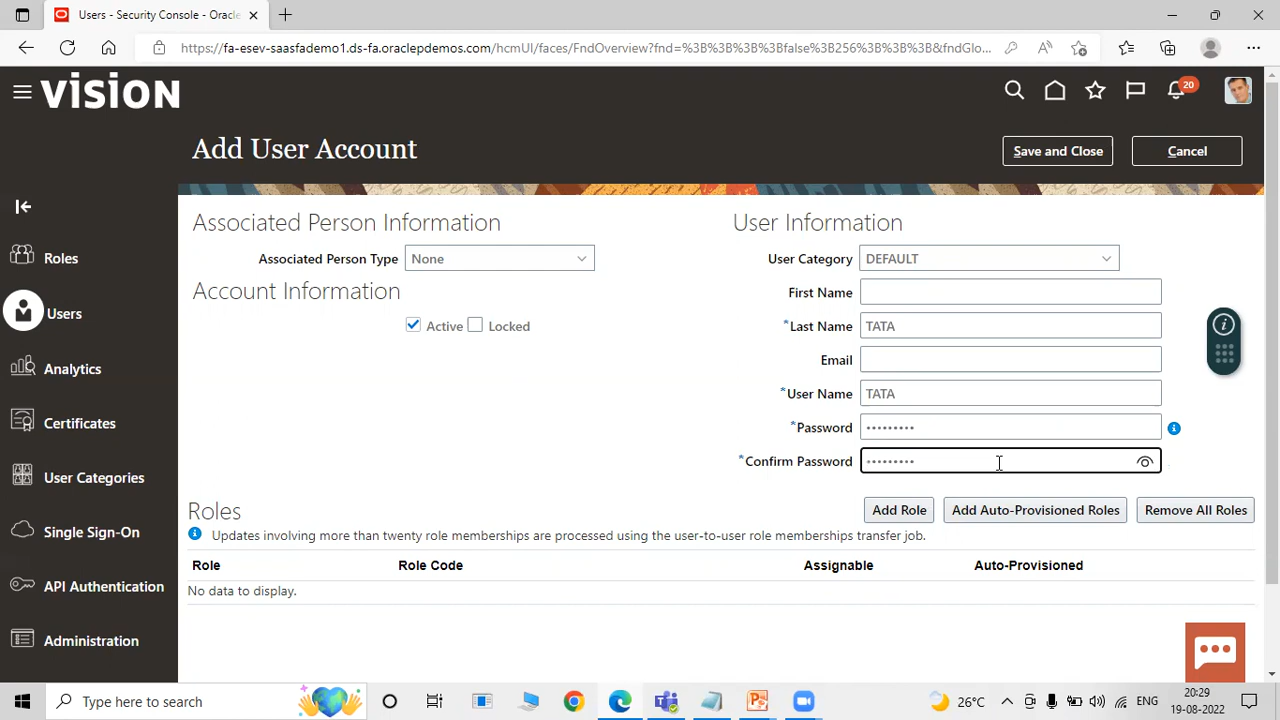 Users - Security Console - Oracle
https://fa-esev-saasfademo1.ds-fa.oraclepdemos.com/hcmUI/faces/FndOverview?fnd=%3B%3B%3B%3Bfalse%3B256%3B%3B%3B&fndGlo...
vision
20
Add User Account
Save and Close
Cancel
Associated Person Information
User Information
Associated Person Type None
User Category DEFAULT
Account Information
First Name
Active Locked
*Last Name TATA
Email
*User Name TATA
*Password •••••••••
*Confirm Password •••••••••
Roles
Users
Analytics
Certificates
User Categories
Single Sign-On
API Authentication
Administration
Roles
Add Role
Add Auto-Provisioned Roles
Remove All Roles
Updates involving more than twenty role memberships are processed using the user-to-user role memberships transfer job.
Role Role Code Assignable Auto-Provisioned
No data to display.
Type here to search
26°C
ENG
20:29
19-08-2022